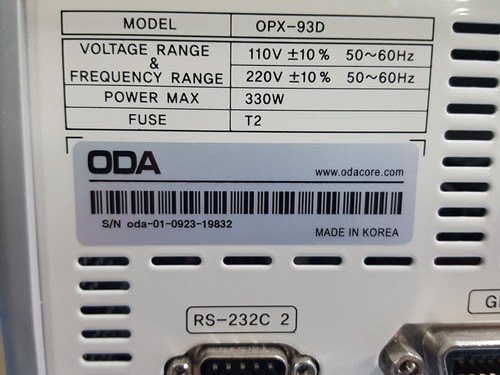 MODEL OPX-93D
VOLTAGE RANGE & FREQUENCY RANGE
110V ±10% 50~60Hz
220V ±10% 50~60Hz
POWER MAX 330W
FUSE T2
ODA www.odacore.com
S/N oda-01-0923-19832
MADE IN KOREA
RS-232C 2